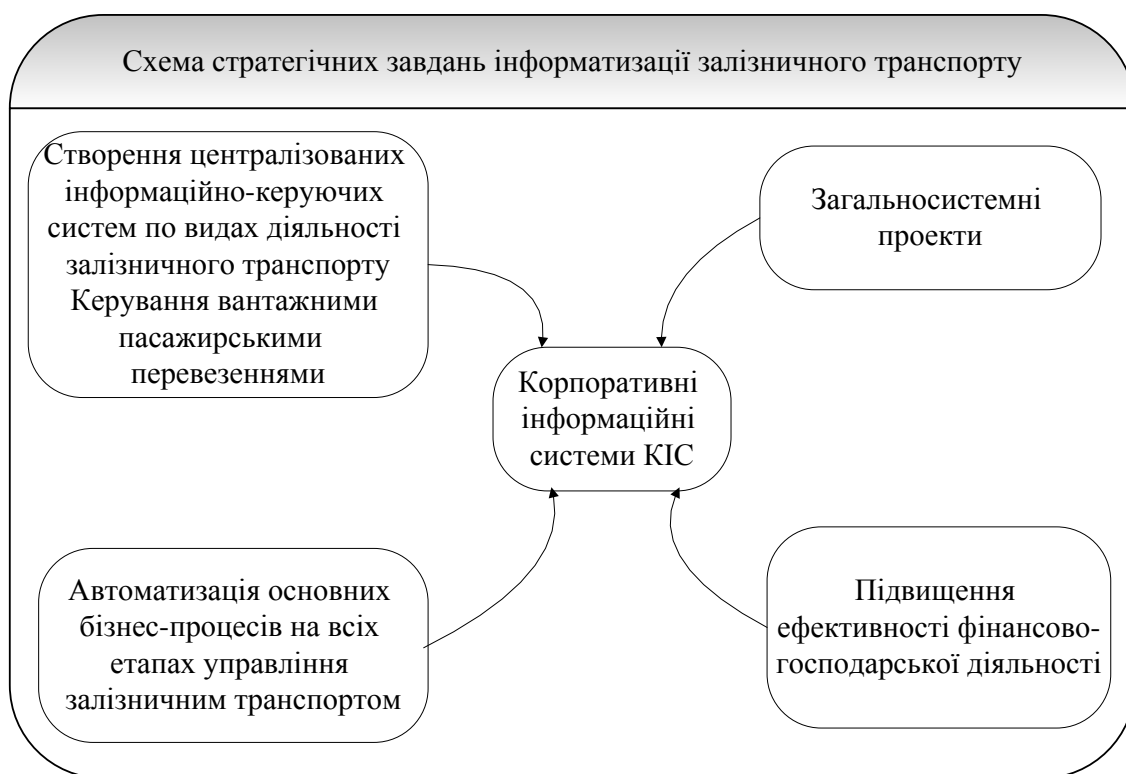 Схема стратегічних завдань інформатизації залізничного транспорту
Створення централізованих
інформаційно-керуючих
систем по видах діяльності
залізничного транспорту
Керування вантажними
пасажирськими
перевезеннями
Загальносистемні
проекти
Корпоративні
інформаційні
системи КІС
Автоматизація основних
бізнес-процесів на всіх
етапах управління
залізничним транспортом
Підвищення
ефективності фінансово-
господарської діяльності